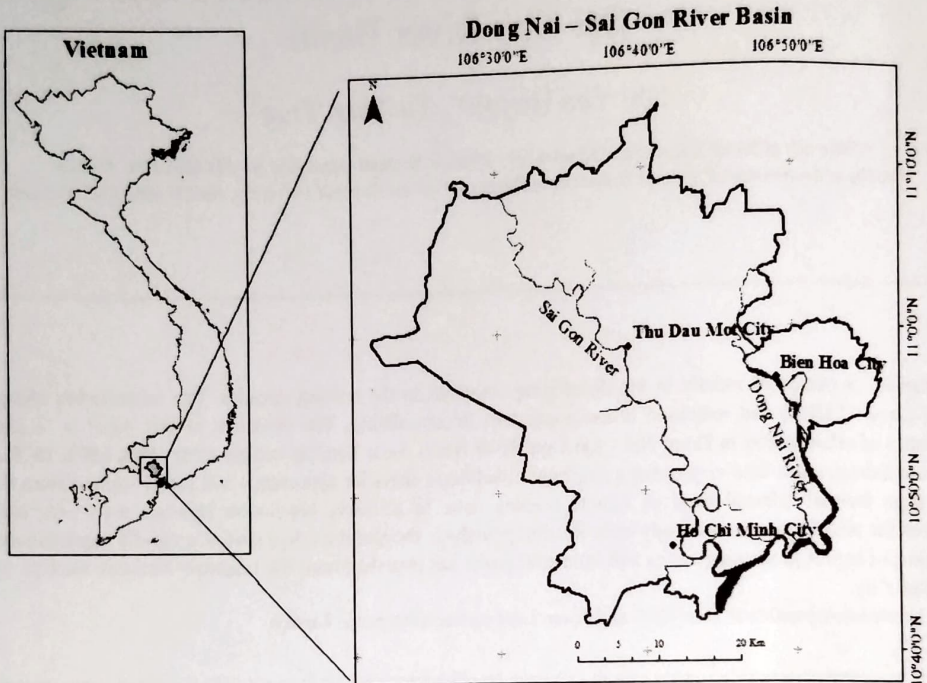 Dong Nai – Sai Gon River Basin
Vietnam
106°30'0"E 106°40'0"E 106°50'0"E
N
11°10'0"N
11°0'0"N
10°50'0"N
10°40'0"N
Sai Gon River
Thu Dau Mot City
Bien Hoa City
Dong Nai River
Ho Chi Minh City
0 5 10 20 Km